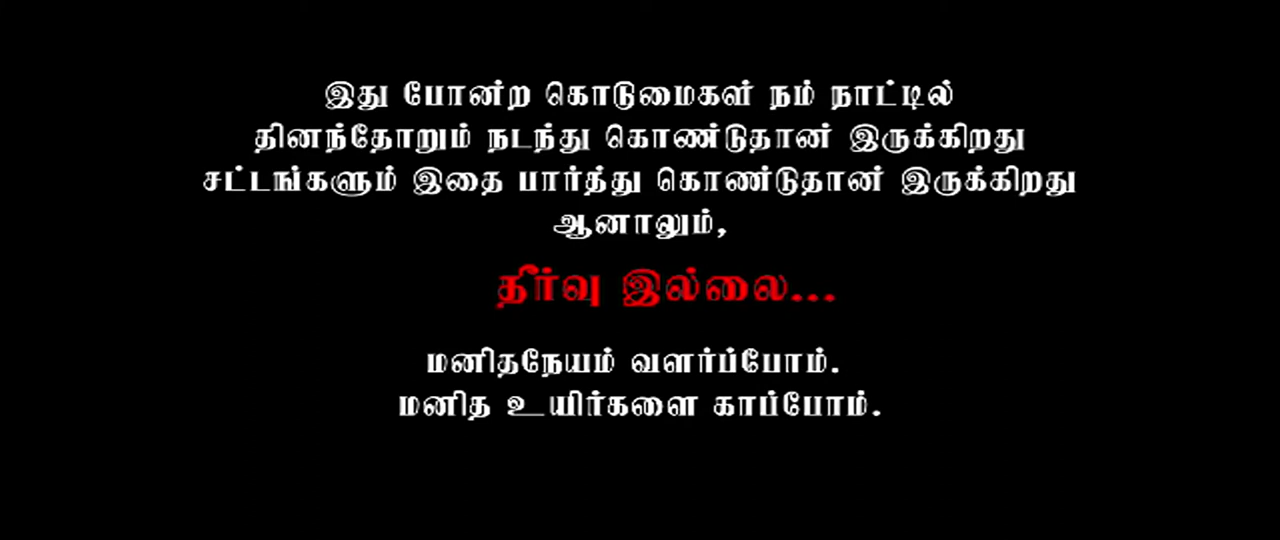 இது போன்ற கொடுமைகள் நம் நாட்டில்
தினந்தோறும் நடந்து கொண்டுதான் இருக்கிறது
சட்டங்களும் இதை பார்த்து கொண்டுதான் இருக்கிறது
ஆனாலும்,
தீர்வு இல்லை...
மனிதநேயம் வளர்ப்போம்.
மனித உயிர்களை காப்போம்.